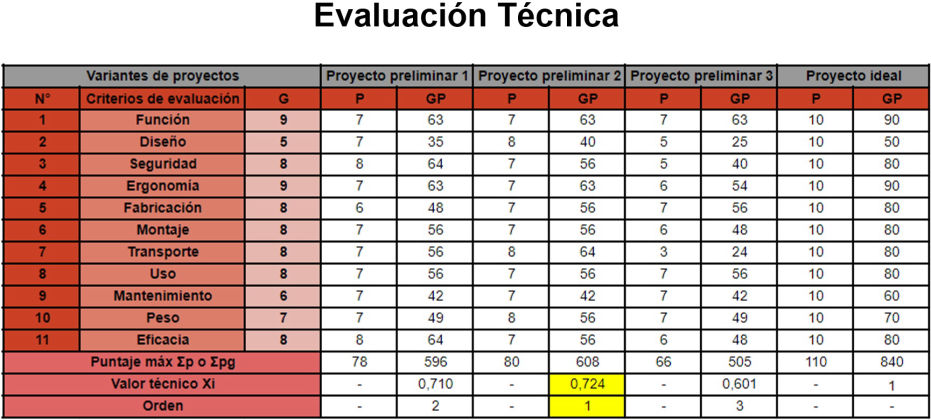 Evaluación Técnica
Variantes de proyectos Proyecto preliminar 1 Proyecto preliminar 2 Proyecto preliminar 3 Proyecto ideal
N° Criterios de evaluación G P GP P GP P GP P GP
1 Función 9 7 63 7 63 7 63 10 90
2 Diseño 5 7 35 8 40 5 25 10 50
3 Seguridad 8 8 64 7 56 5 40 10 80
4 Ergonomía 9 7 63 7 63 6 54 10 90
5 Fabricación 8 6 48 7 56 7 56 10 80
6 Montaje 8 7 56 7 56 6 48 10 80
7 Transporte 8 7 56 8 64 3 24 10 80
8 Uso 8 7 56 7 56 7 56 10 80
9 Mantenimiento 6 7 42 7 42 7 42 10 60
10 Peso 7 7 49 8 56 7 49 10 70
11 Eficacia 8 8 64 7 56 6 48 10 80
Puntaje máx Σp o Σpg 78 596 80 608 66 505 110 840
Valor técnico Xi - 0,710 - 0,724 - 0,601 - 1
Orden - 2 - 1 - 3 - -